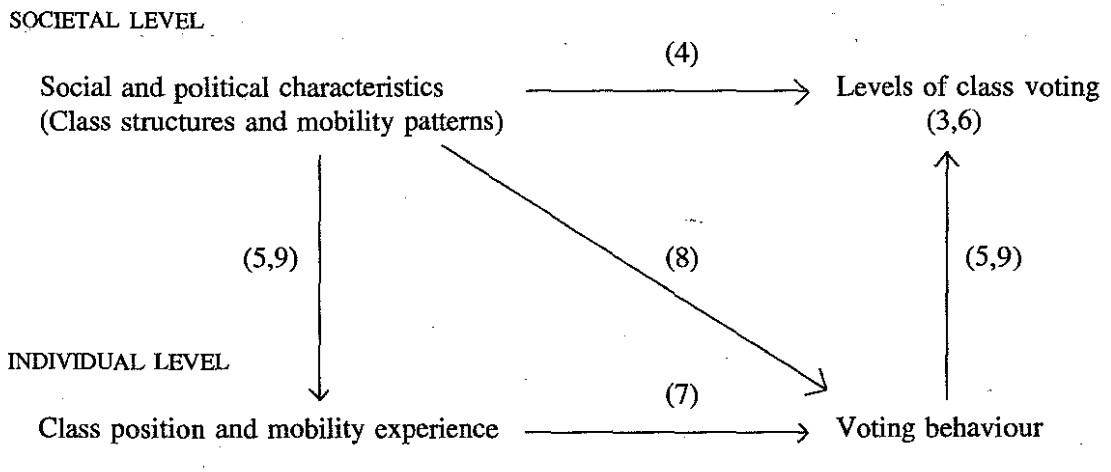 SOCIETAL LEVEL
(4)
Social and political characteristics
Levels of class voting
(Class structures and mobility patterns)
(3,6)
(5,9)
(8)
(5,9)
INDIVIDUAL LEVEL
(7)
Class position and mobility experience
Voting behaviour